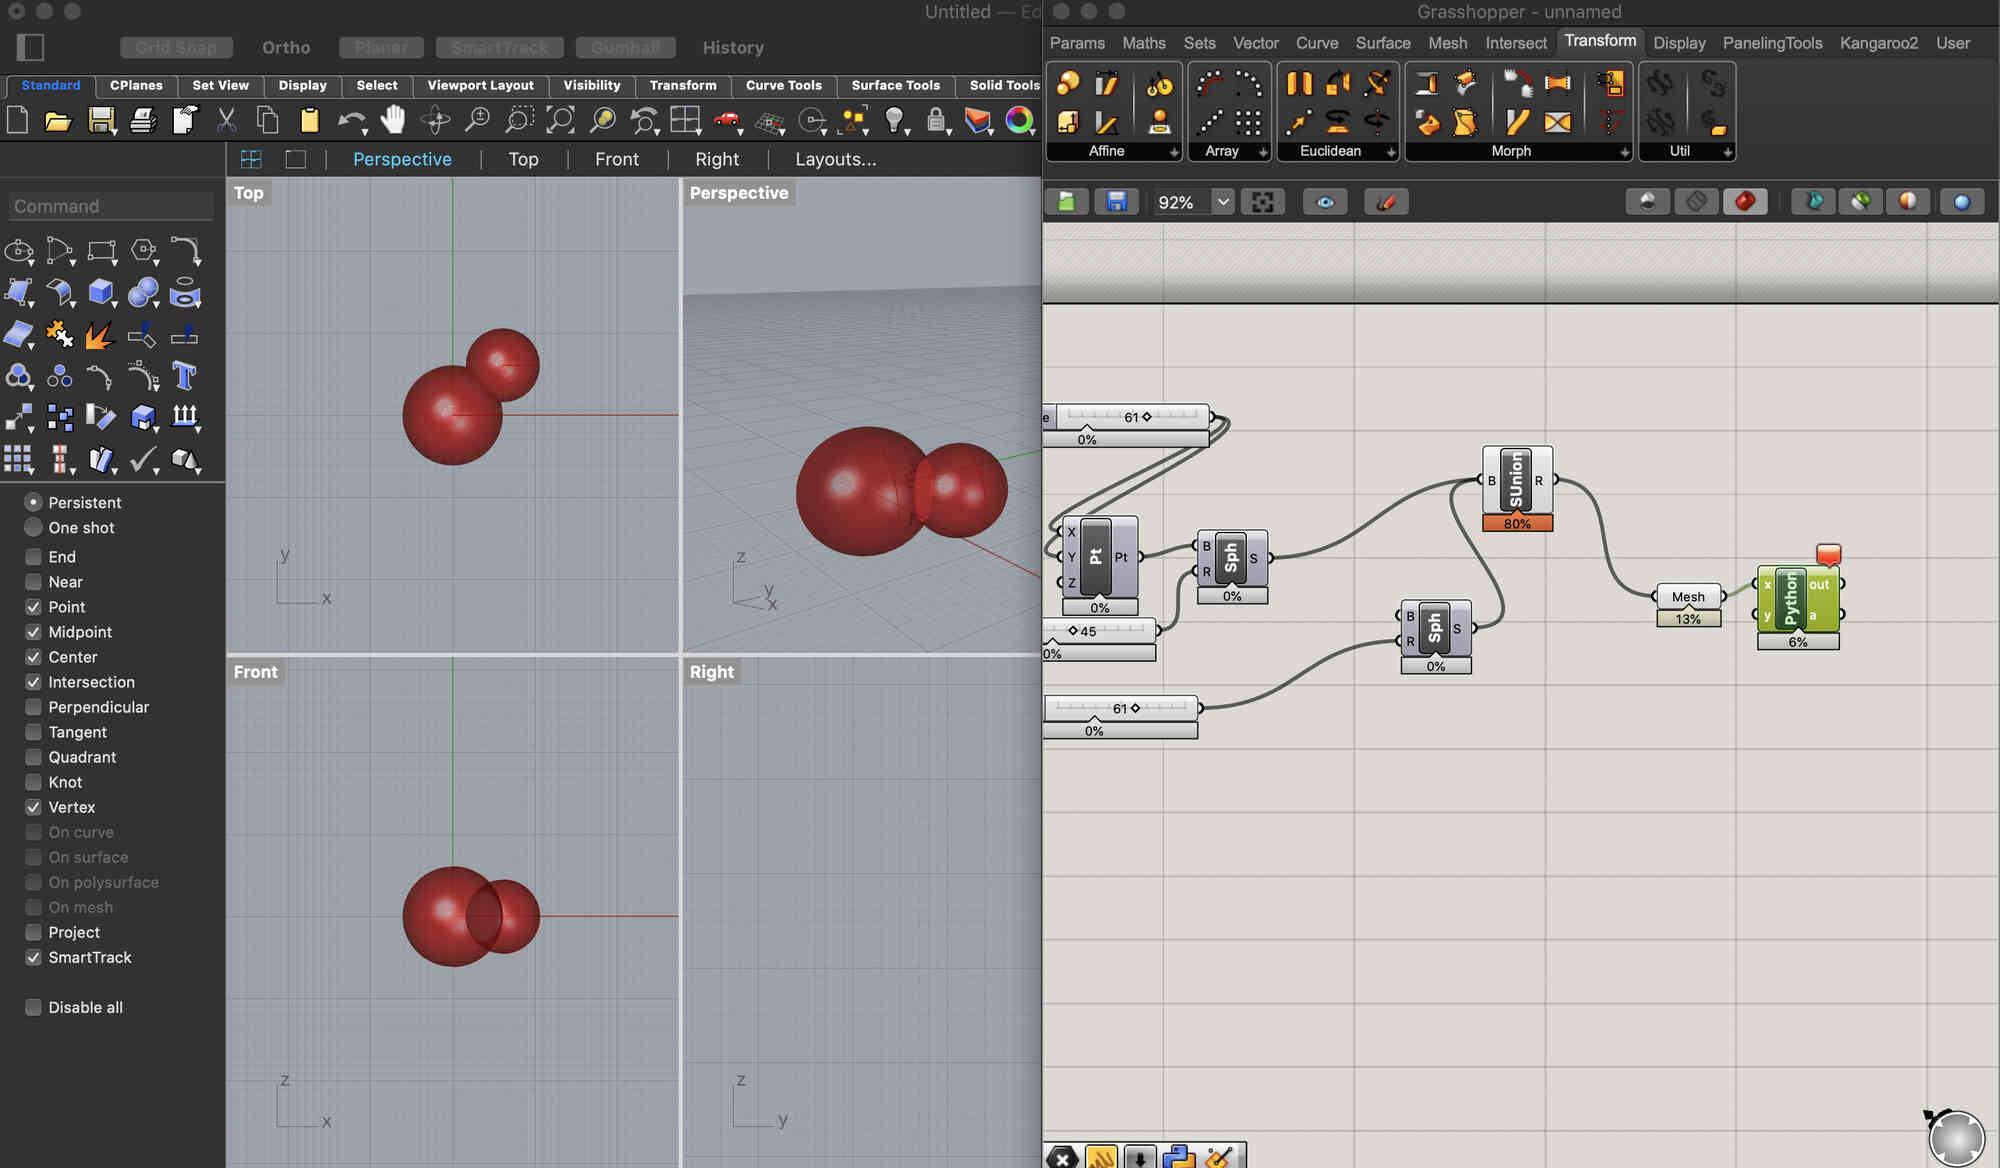 Untitled — Ed
Grid Snap Ortho Planar SmartTrack Gumball History
Standard CPlanes Set View Display Select Viewport Layout Visibility Transform Curve Tools Surface Tools Solid Tools
Perspective Top Front Right Layouts...
Command
Persistent
One shot
End
Near
Point
Midpoint
Center
Intersection
Perpendicular
Tangent
Quadrant
Knot
Vertex
On curve
On surface
On polysurface
On mesh
Project
SmartTrack
Disable all
Top
y
x
Perspective
z
y
x
Front
z
x
Right
z
y
Grasshopper - unnamed
Params Maths Sets Vector Curve Surface Mesh Intersect Transform Display PanelingTools Kangaroo2 User
Affine Array Euclidean Morph Util
92%
e 61
0%
X
Y
Z
Pt
Pt
0%
45
0%
B
R
Sph
S
0%
61
0%
B
R
Sph
S
0%
B
SUnion
R
80%
Mesh
13%
x
y
Python
out
a
6%